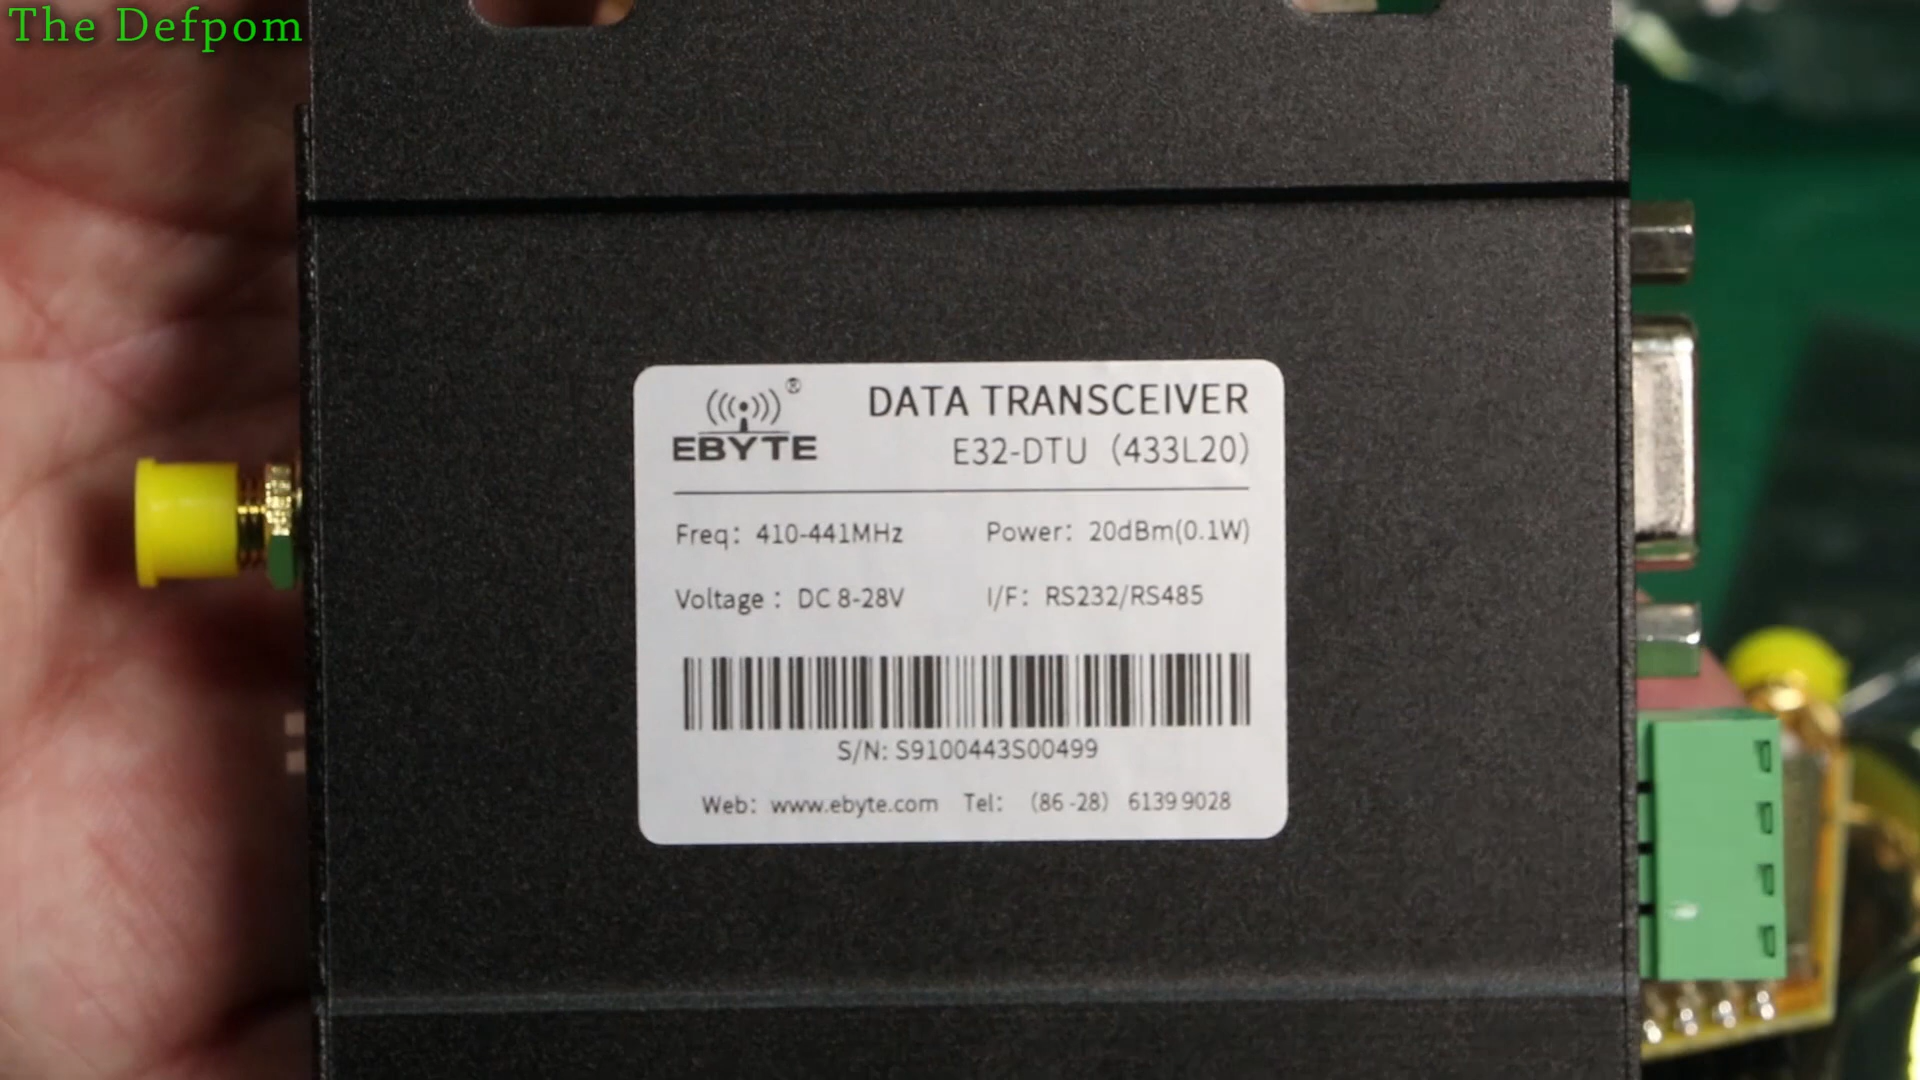 The Defpom
EBYTE ®
DATA TRANSCEIVER
E32-DTU (433L20)
Freq: 410-441MHz Power: 20dBm(0.1W)
Voltage : DC 8-28V I/F: RS232/RS485
S/N: S9100443S00499
Web: www.ebyte.com Tel: (86 -28) 6139 9028